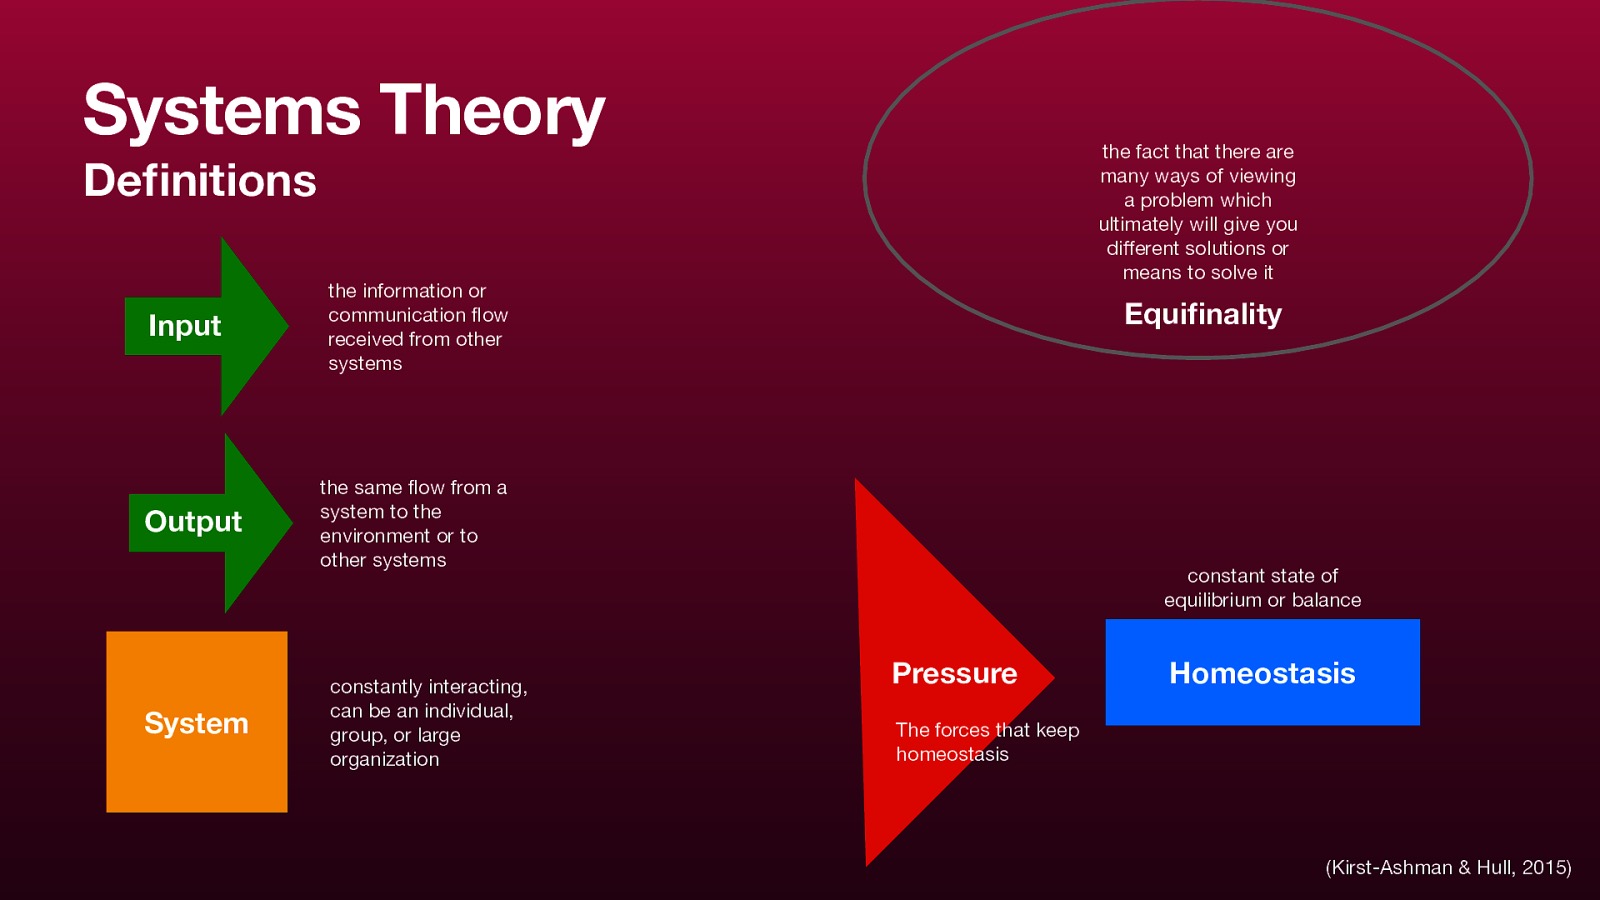 Systems Theory
Definitions
Input
the information or
communication flow
received from other
systems
Output
the same flow from a
system to the
environment or to
other systems
System
constantly interacting,
can be an individual,
group, or large
organization
the fact that there are
many ways of viewing
a problem which
ultimately will give you
different solutions or
means to solve it
Equifinality
Pressure
The forces that keep
homeostasis
constant state of
equilibrium or balance
Homeostasis
(Kirst-Ashman & Hull, 2015)